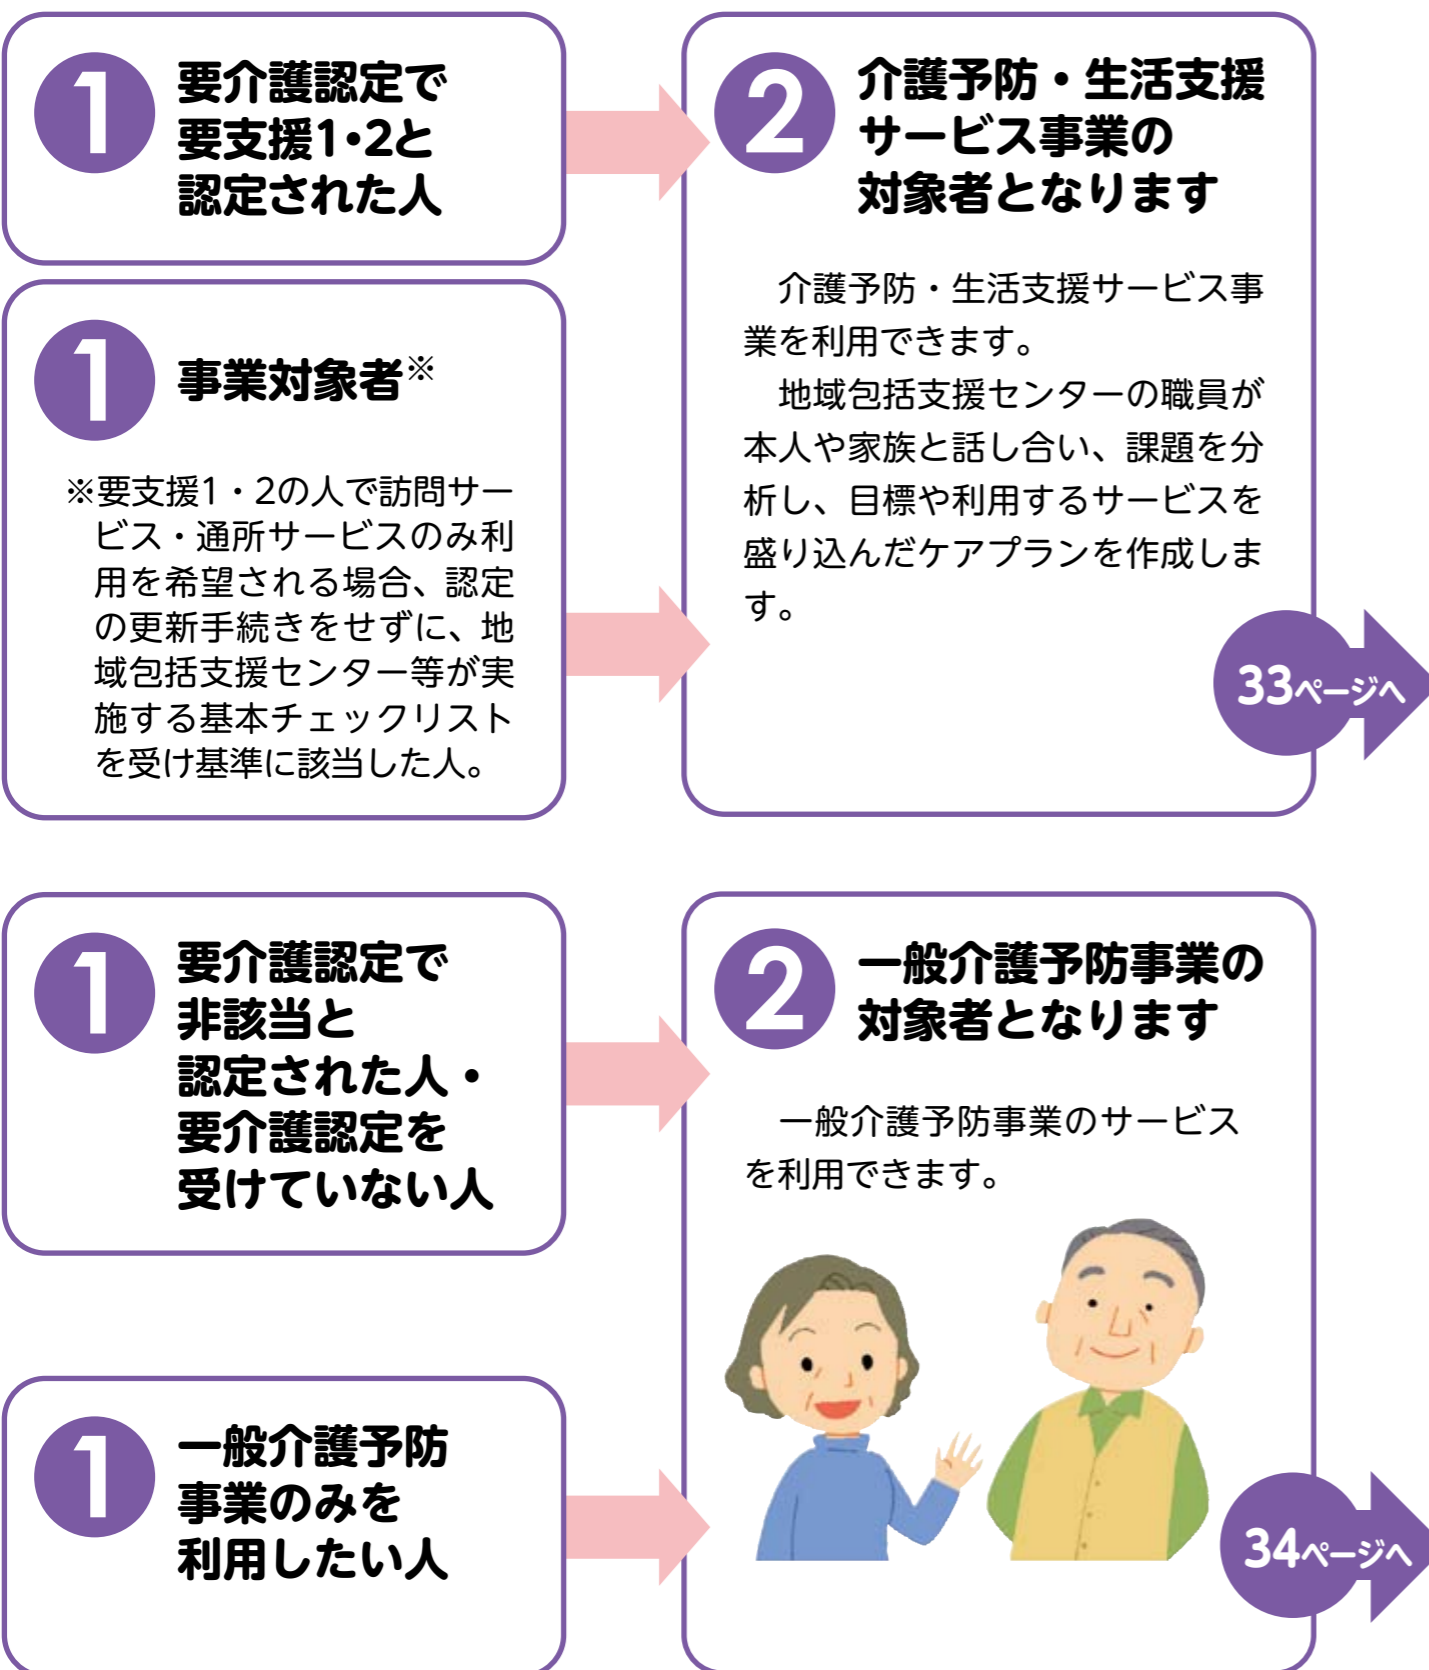 1
要介護認定で
要支援1・2と
認定された人
1
事業対象者※
※要支援1・2の人で訪問サー
ビス・通所サービスのみ利
用を希望される場合、認定
の更新手続きをせずに、地
域包括支援センター等が実
施する基本チェックリスト
を受け基準に該当した人。
2
介護予防・生活支援
サービス事業の
対象者となります
介護予防・生活支援サービス事
業を利用できます。
地域包括支援センターの職員が
本人や家族と話し合い、課題を分
析し、目標や利用するサービスを
盛り込んだケアプランを作成しま
す。
33ページへ
1
要介護認定で
非該当と
認定された人・
要介護認定を
受けていない人
1
一般介護予防
事業のみを
利用したい人
2
一般介護予防事業の
対象者となります
一般介護予防事業のサービス
を利用できます。
34ページへ